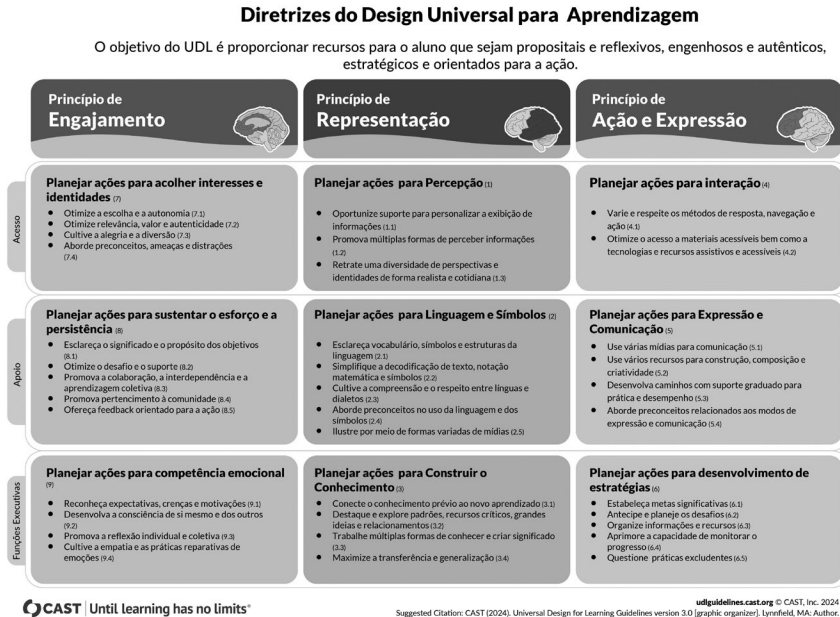 Diretrizes do Design Universal para Aprendizagem
O objetivo do UDL é proporcionar recursos para o aluno que sejam propositais e reflexivos, engenhosos e autênticos,
estratégicos e orientados para a ação.
Princípio de
Engajamento
Princípio de
Representação
Princípio de
Ação e Expressão
Acesso
Planejar ações para acolher interesses e
identidades (7)
• Otimize a escolha e a autonomia (7.1)
• Otimize relevância, valor e autenticidade (7.2)
• Cultive a alegria e a diversão (7.3)
• Aborde preconceitos, ameaças e distrações
(7.4)
Planejar ações para Percepção (1)
• Oportunize suporte para personalizar a exibição de
informações (1.1)
• Promova múltiplas formas de perceber informações
(1.2)
• Retrate uma diversidade de perspectivas e
identidades de forma realista e cotidiana (1.3)
Planejar ações para interação (4)
• Varie e respeite os métodos de resposta, navegação e
ação (4.1)
• Otimize o acesso a materiais acessíveis bem como a
tecnologias e recursos assistivos e acessíveis (4.2)
Apoio
Planejar ações para sustentar o esforço e a
persistência (8)
• Esclareça o significado e o propósito dos objetivos
(8.1)
• Otimize o desafio e o suporte (8.2)
• Promova a colaboração, a interdependência e a
aprendizagem coletiva (8.3)
• Promova pertencimento à comunidade (8.4)
• Ofereça feedback orientado para a ação (8.5)
Planejar ações para Linguagem e Símbolos (2)
• Esclareça vocabulário, símbolos e estruturas da
linguagem (2.1)
• Simplifique a decodificação de texto, notação
matemática e símbolos (2.2)
• Cultive a compreensão e o respeito entre línguas e
dialetos (2.3)
• Aborde preconceitos no uso da linguagem e dos
símbolos (2.4)
• Ilustre por meio de formas variadas de mídias (2.5)
Planejar ações para Expressão e
Comunicação (5)
• Use várias mídias para comunicação (5.1)
• Use vários recursos para construção, composição e
criatividade (5.2)
• Desenvolva caminhos com suporte graduado para
prática e desempenho (5.3)
• Aborde preconceitos relacionados aos modos de
expressão e comunicação (5.4)
Funções Executivas
Planejar ações para competência emocional
(9)
• Reconheça expectativas, crenças e motivações (9.1)
• Desenvolva a consciência de si mesmo e dos outros
(9.2)
• Promova a reflexão individual e coletiva (9.3)
• Cultive a empatia e as práticas reparativas de
emoções (9.4)
Planejar ações para Construir o
Conhecimento (3)
• Conecte o conhecimento prévio ao novo aprendizado (3.1)
• Destaque e explore padrões, recursos críticos, grandes
ideias e relacionamentos (3.2)
• Trabalhe múltiplas formas de conhecer e criar significado
(3.3)
• Maximize a transferência e generalização (3.4)
Planejar ações para desenvolvimento de
estratégias (6)
• Estabeleça metas significativas (6.1)
• Antecipe e planeje os desafios (6.2)
• Organize informações e recursos (6.3)
• Aprimore a capacidade de monitorar o
progresso (6.4)
• Questione práticas excludentes (6.5)
CAST | Until learning has no limits®
udlguidelines.cast.org © CAST, Inc. 2024
Suggested Citation: CAST (2024). Universal Design for Learning Guidelines version 3.0 [graphic organizer]. Lynnfield, MA: Author.